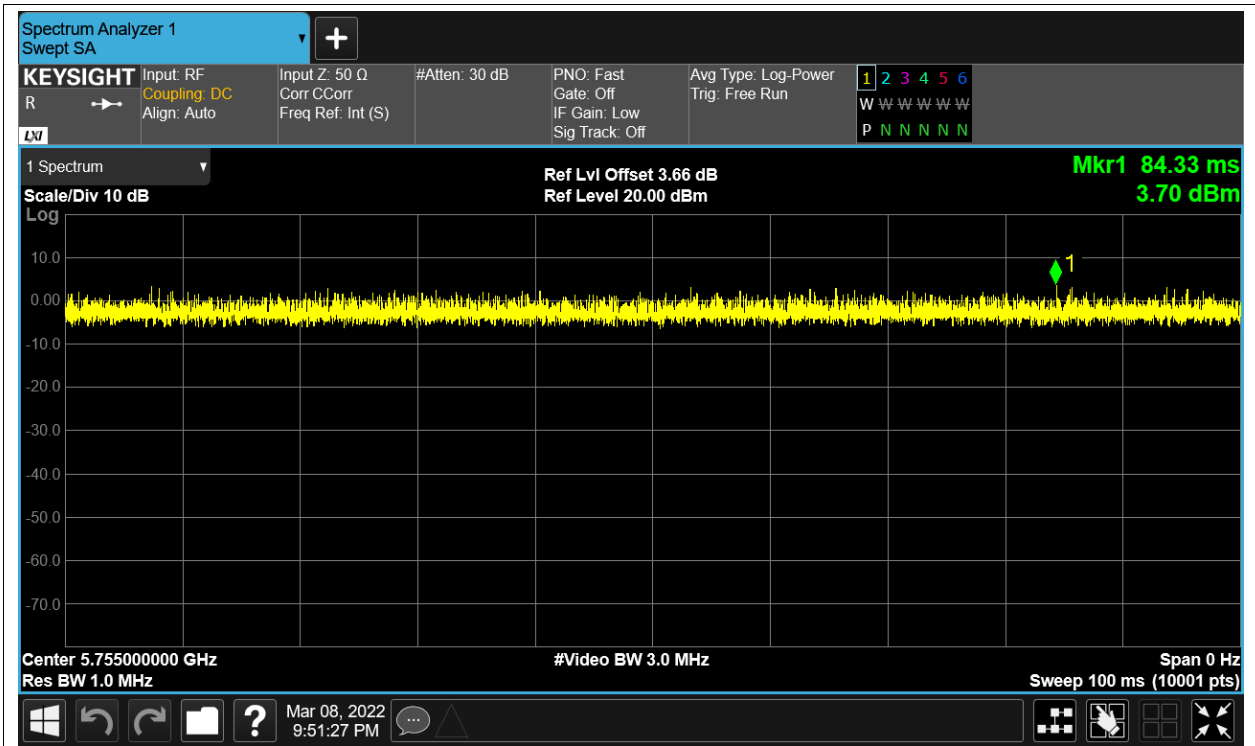 Spectrum Analyzer 1
Swept SA
KEYSIGHT
R
LXI
Input: RF
Coupling: DC
Align: Auto
Input Z: 50 Ω
Corr CCorr
Freq Ref: Int (S)
#Atten: 30 dB
PNO: Fast
Gate: Off
IF Gain: Low
Sig Track: Off
Avg Type: Log-Power
Trig: Free Run
1 2 3 4 5 6
W W W W W W
P N N N N N
1 Spectrum
Scale/Div 10 dB
Log
Ref Lvl Offset 3.66 dB
Ref Level 20.00 dBm
Mkr1 84.33 ms
3.70 dBm
10.0
1
0.00
-10.0
-20.0
-30.0
-40.0
-50.0
-60.0
-70.0
Center 5.755000000 GHz
#Video BW 3.0 MHz
Span 0 Hz
Res BW 1.0 MHz
Sweep 100 ms (10001 pts)
?
Mar 08, 2022
9:51:27 PM